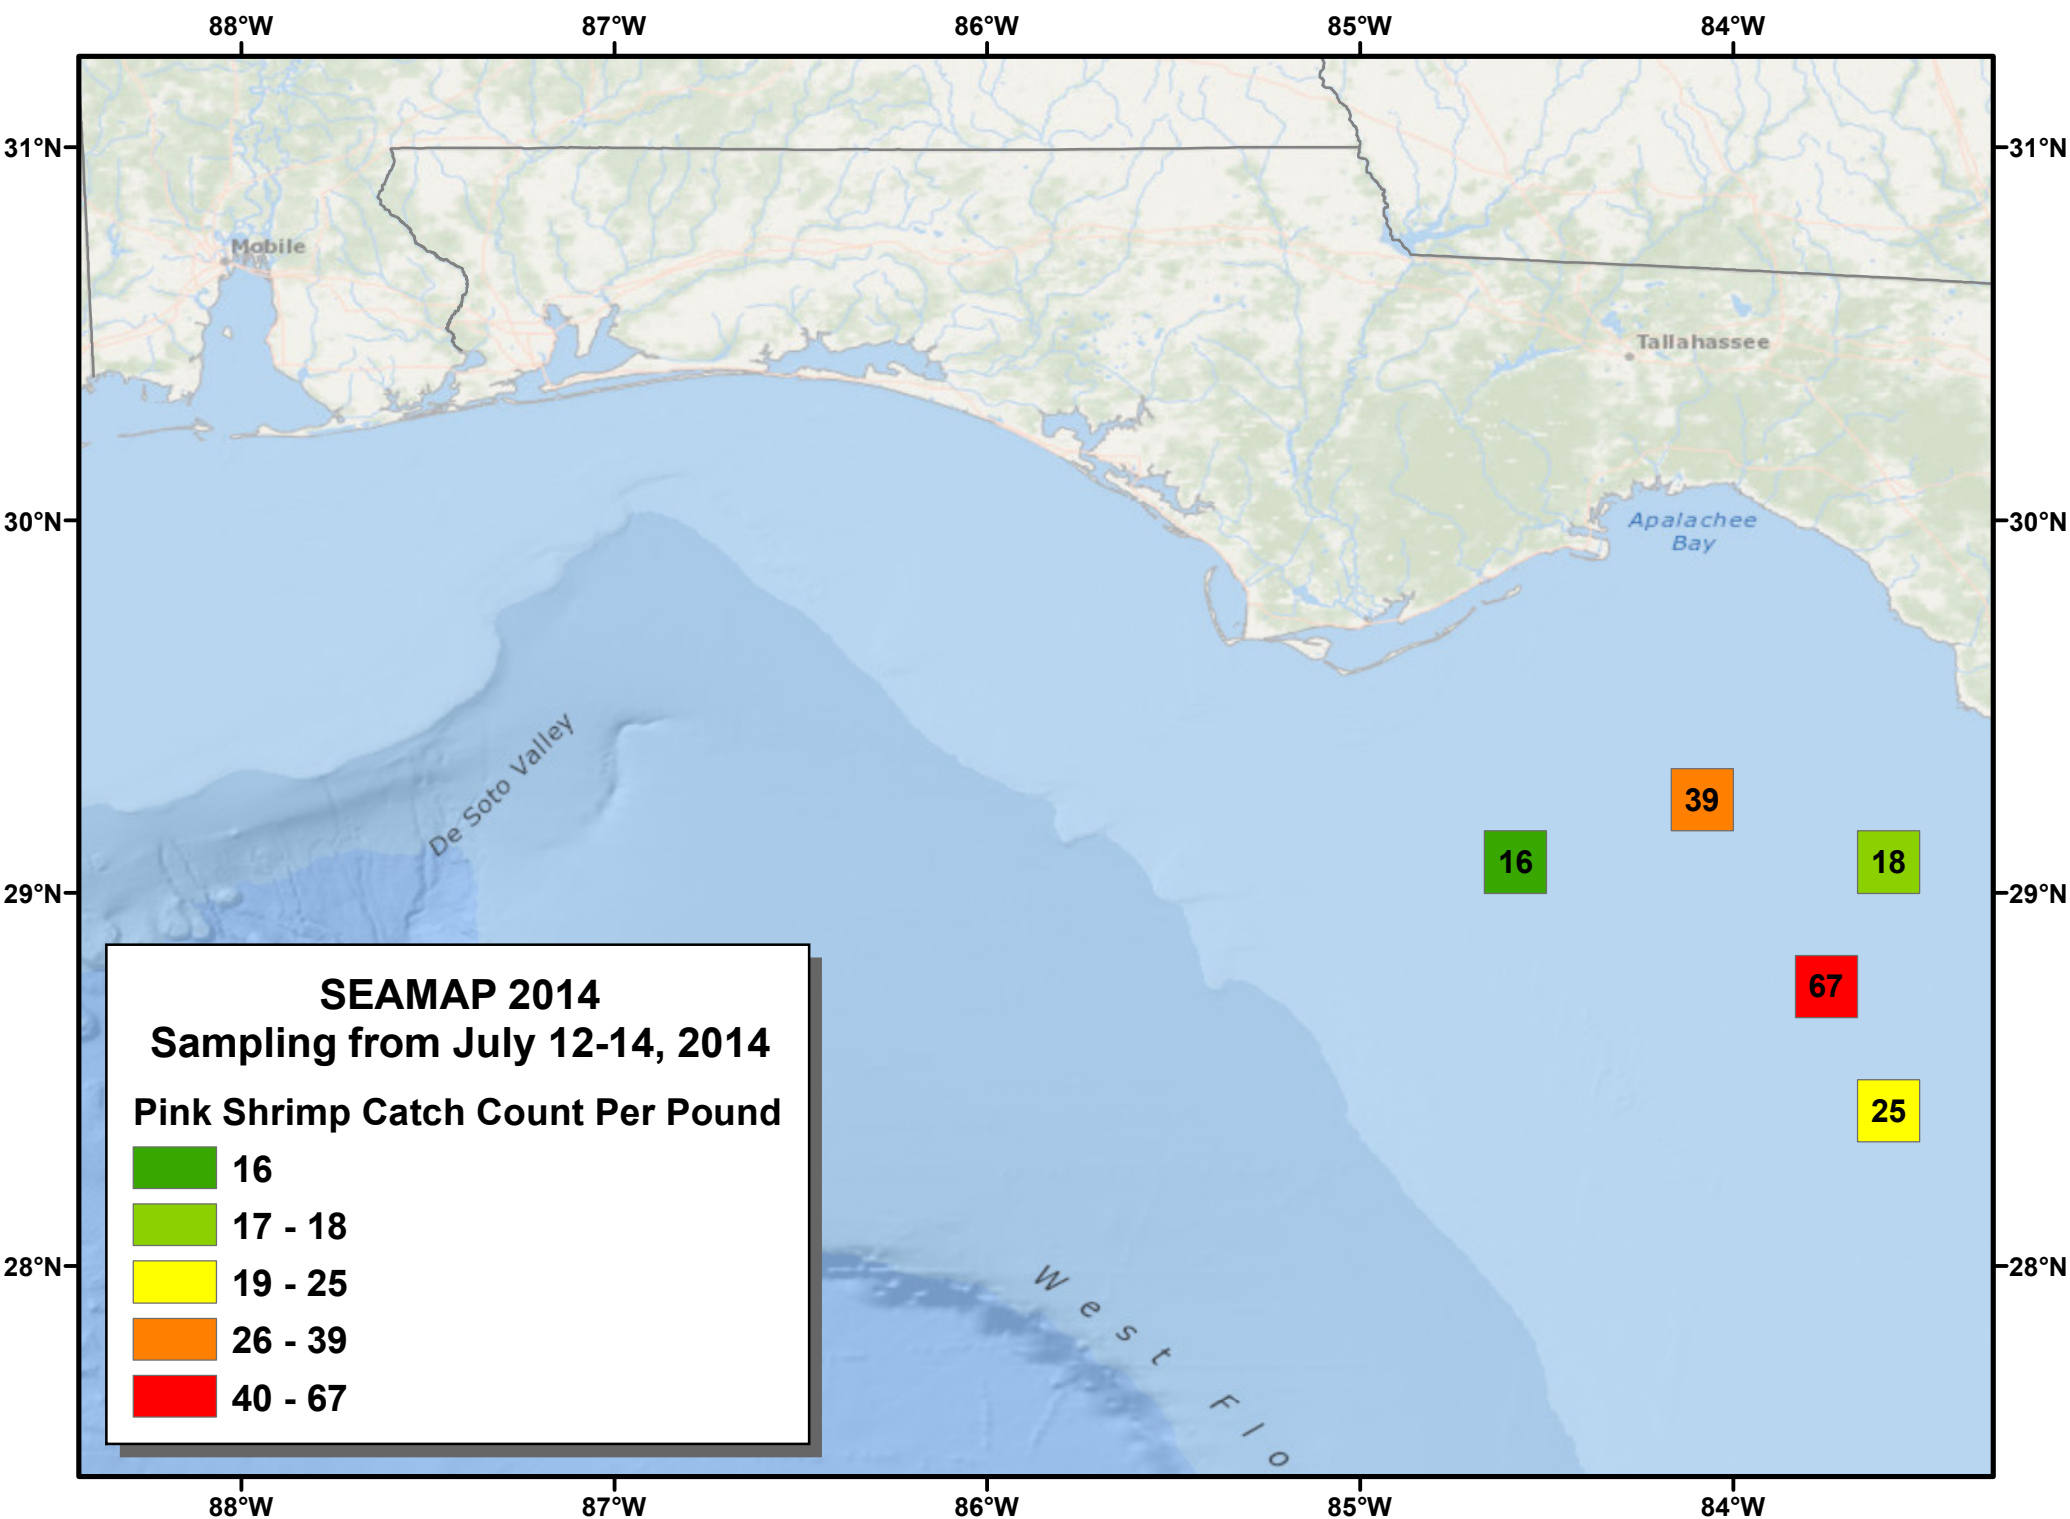 88°W 87°W 86°W 85°W 84°W
31°N 31°N
Mobile
Tallahassee
30°N 30°N
Apalachee
Bay
De Soto Valley
39
16 18
29°N 29°N
67
25
SEAMAP 2014
Sampling from July 12-14, 2014
Pink Shrimp Catch Count Per Pound
16
17 - 18
19 - 25
26 - 39
40 - 67
28°N 28°N
West Flo
88°W 87°W 86°W 85°W 84°W